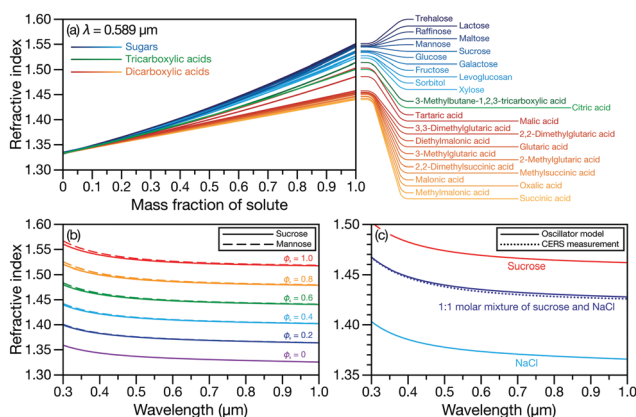 (a) λ = 0.589 μm
Sugars
Tricarboxylic acids
Dicarboxylic acids
Refractive index
1.60
1.55
1.50
1.45
1.40
1.35
1.30
0
0.1
0.2
0.3
0.4
0.5
0.6
0.7
0.8
0.9
1.0
Mass fraction of solute
Trehalose
Lactose
Raffinose
Maltose
Mannose
Sucrose
Glucose
Galactose
Fructose
Levoglucosan
Sorbitol
Xylose
3-Methylbutane-1,2,3-tricarboxylic acid
Citric acid
Tartaric acid
Malic acid
3,3-Dimethylglutaric acid
2,2-Dimethylglutaric acid
Diethylmalonic acid
Glutaric acid
3-Methylglutaric acid
2-Methylglutaric acid
2,2-Dimethylsuccinic acid
Methylsuccinic acid
Malonic acid
Oxalic acid
Methylmalonic acid
Succinic acid
(b)
Sucrose
Mannose
ϕₛ = 1.0
ϕₛ = 0.8
ϕₛ = 0.6
ϕₛ = 0.4
ϕₛ = 0.2
ϕₛ = 0
Refractive index
1.60
1.55
1.50
1.45
1.40
1.35
1.30
0.3
0.4
0.5
0.6
0.7
0.8
0.9
1.0
Wavelength (μm)
(c)
Oscillator model
CERS measurement
Sucrose
1:1 molar mixture of sucrose and NaCl
NaCl
1.50
1.45
1.40
1.35
0.3
0.4
0.5
0.6
0.7
0.8
0.9
1.0
Wavelength (μm)